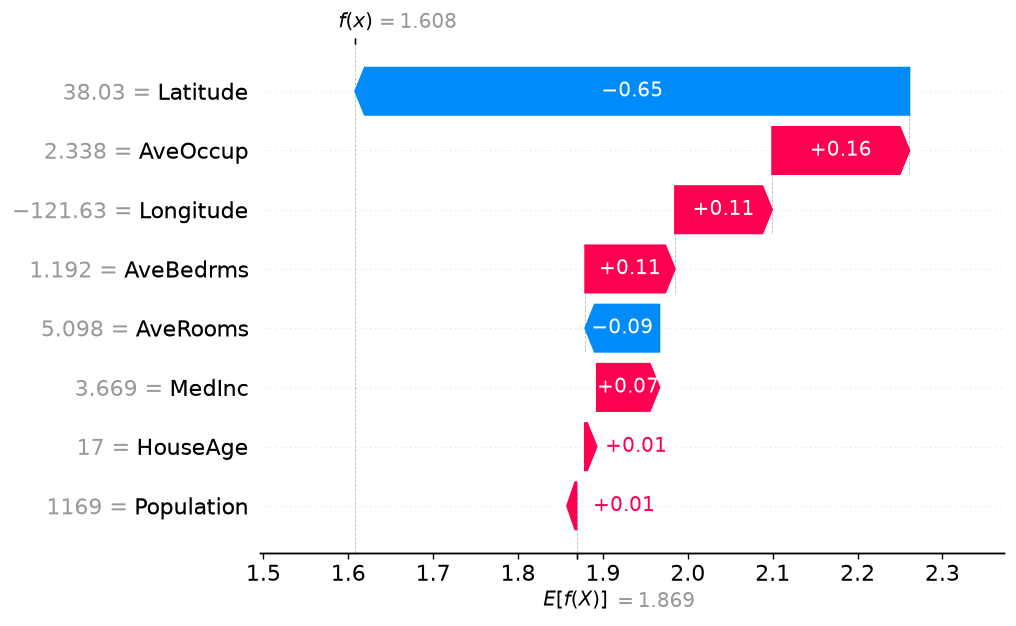 f(x) = 1.608
38.03 = Latitude
−0.65
2.338 = AveOccup
+0.16
−121.63 = Longitude
+0.11
1.192 = AveBedrms
+0.11
5.098 = AveRooms
−0.09
3.669 = MedInc
+0.07
17 = HouseAge
+0.01
1169 = Population
+0.01
1.5 1.6 1.7 1.8 1.9 2.0 2.1 2.2 2.3
E[f(X)] = 1.869